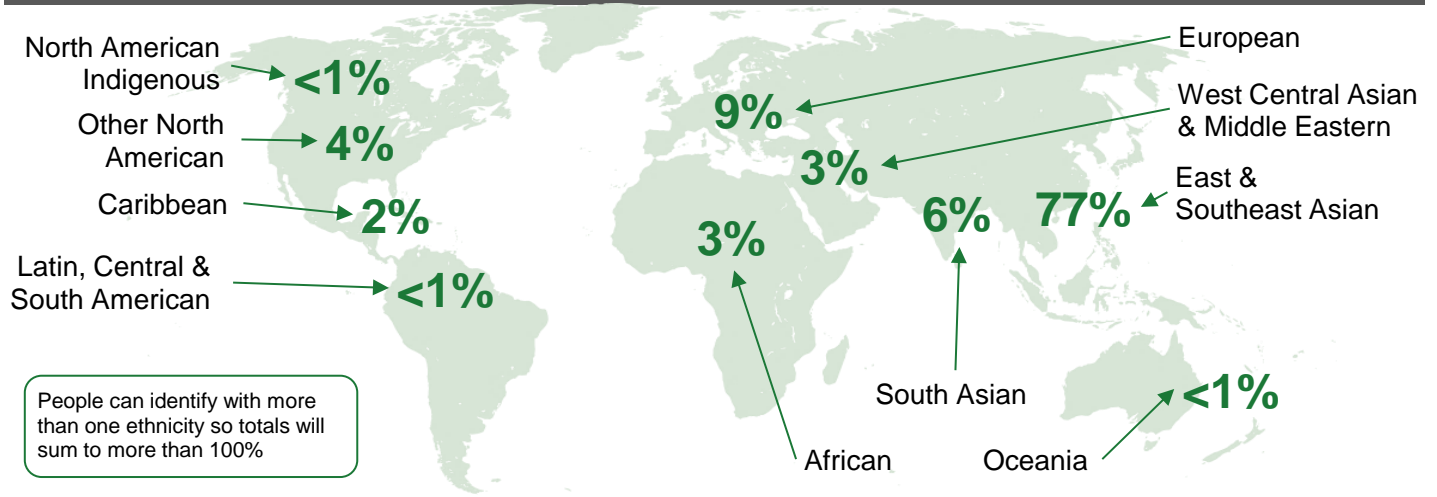 North American
Indigenous
<1%
Other North
American
4%
Caribbean
2%
Latin, Central &
South American
<1%
European
9%
West Central Asian
& Middle Eastern
3%
East &
Southeast Asian
77%
6%
South Asian
3%
African
Oceania
<1%
People can identify with more
than one ethnicity so totals will
sum to more than 100%